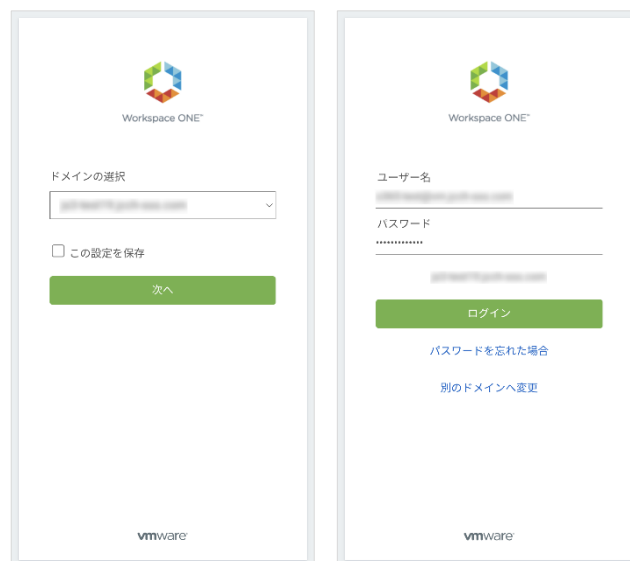 Workspace ONE™
ドメインの選択
この設定を保存
次へ
vmware
Workspace ONE™
ユーザー名
パスワード
•••••••••••••
ログイン
パスワードを忘れた場合
別のドメインへ変更
vmware